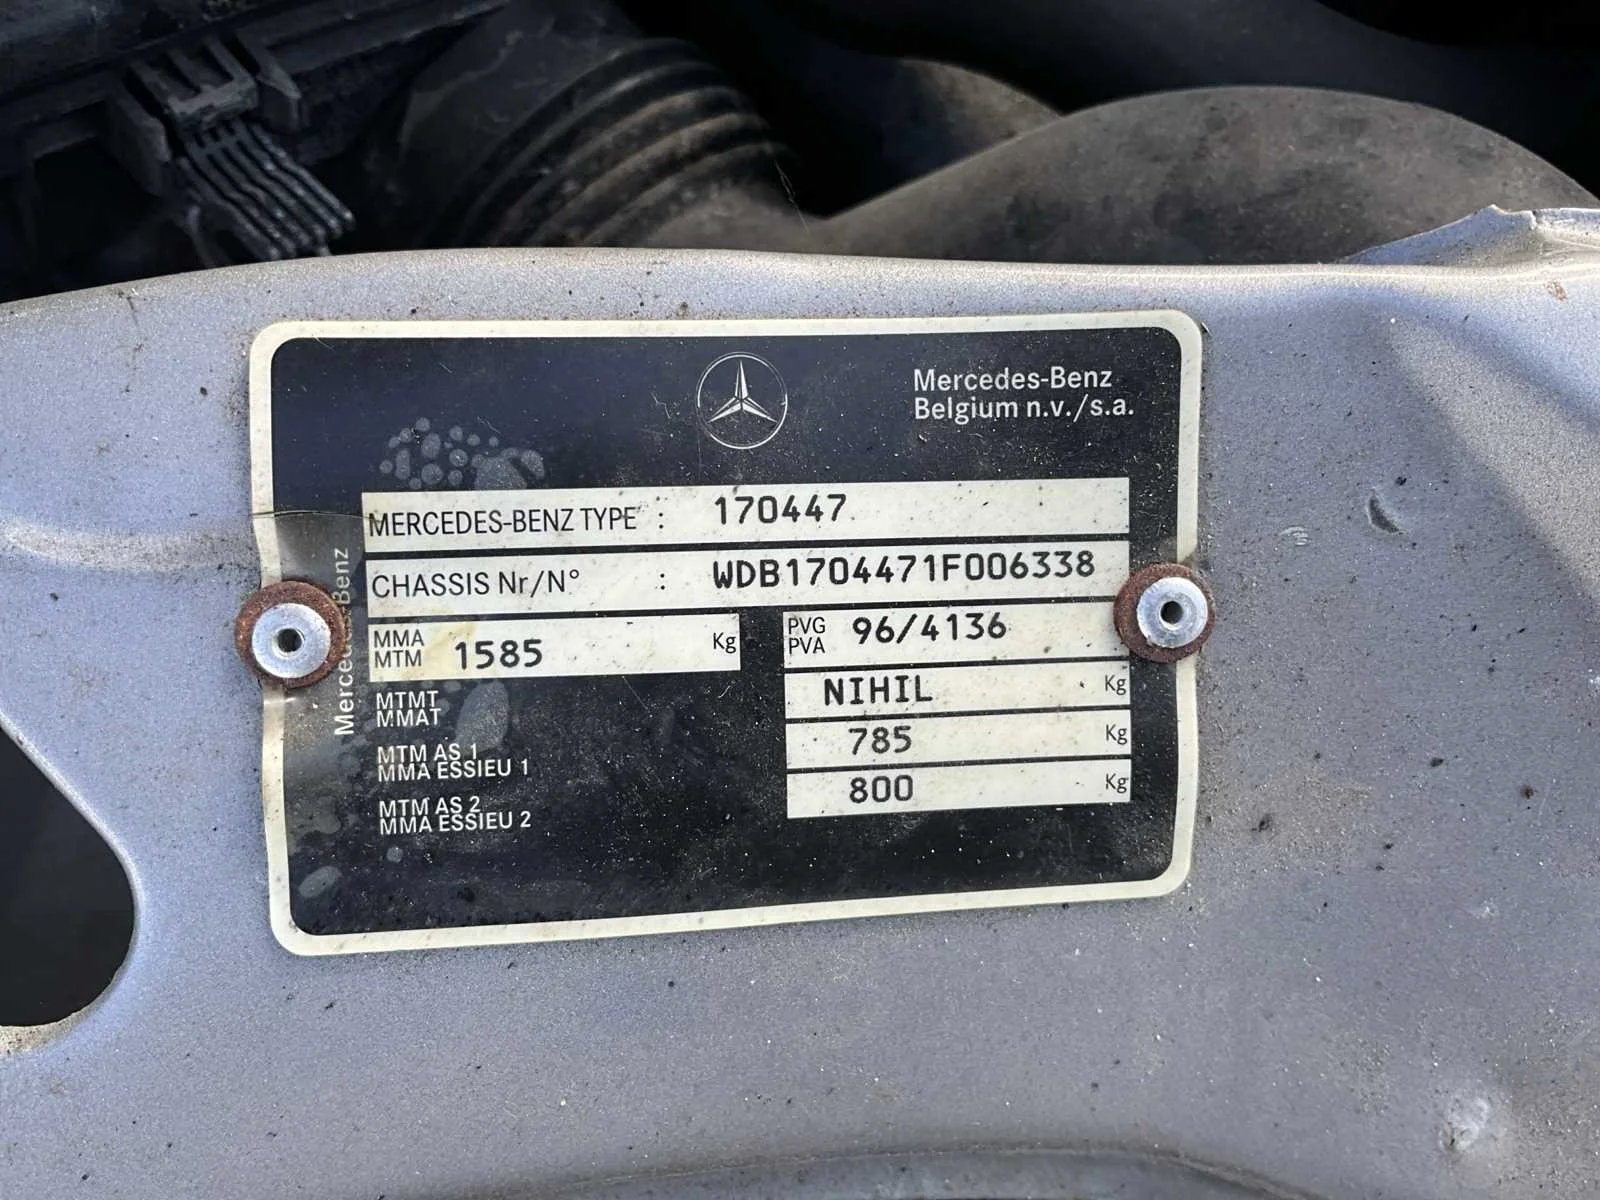 Mercedes-Benz
Belgium n.v./s.a.
MERCEDES-BENZ TYPE : 170447
CHASSIS Nr/N° : WDB1704471F006338
MMA
MTM 1585 Kg
PVG
PVA 96/4136
MTMT
MMAT NIHIL Kg
MTM AS 1
MMA ESSIEU 1 785 Kg
MTM AS 2
MMA ESSIEU 2 800 Kg
Mercedes-Benz